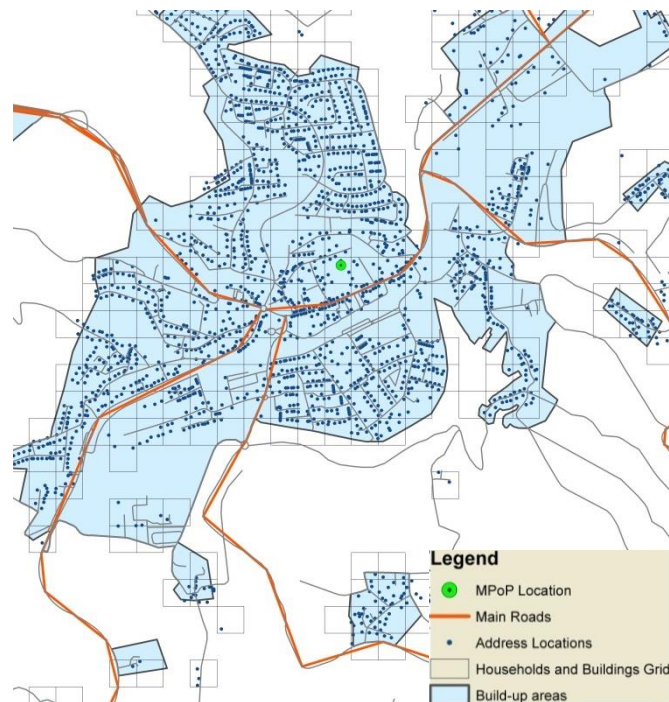 Legend
MPoP Location
Main Roads
Address Locations
Households and Buildings Grid
Build-up areas